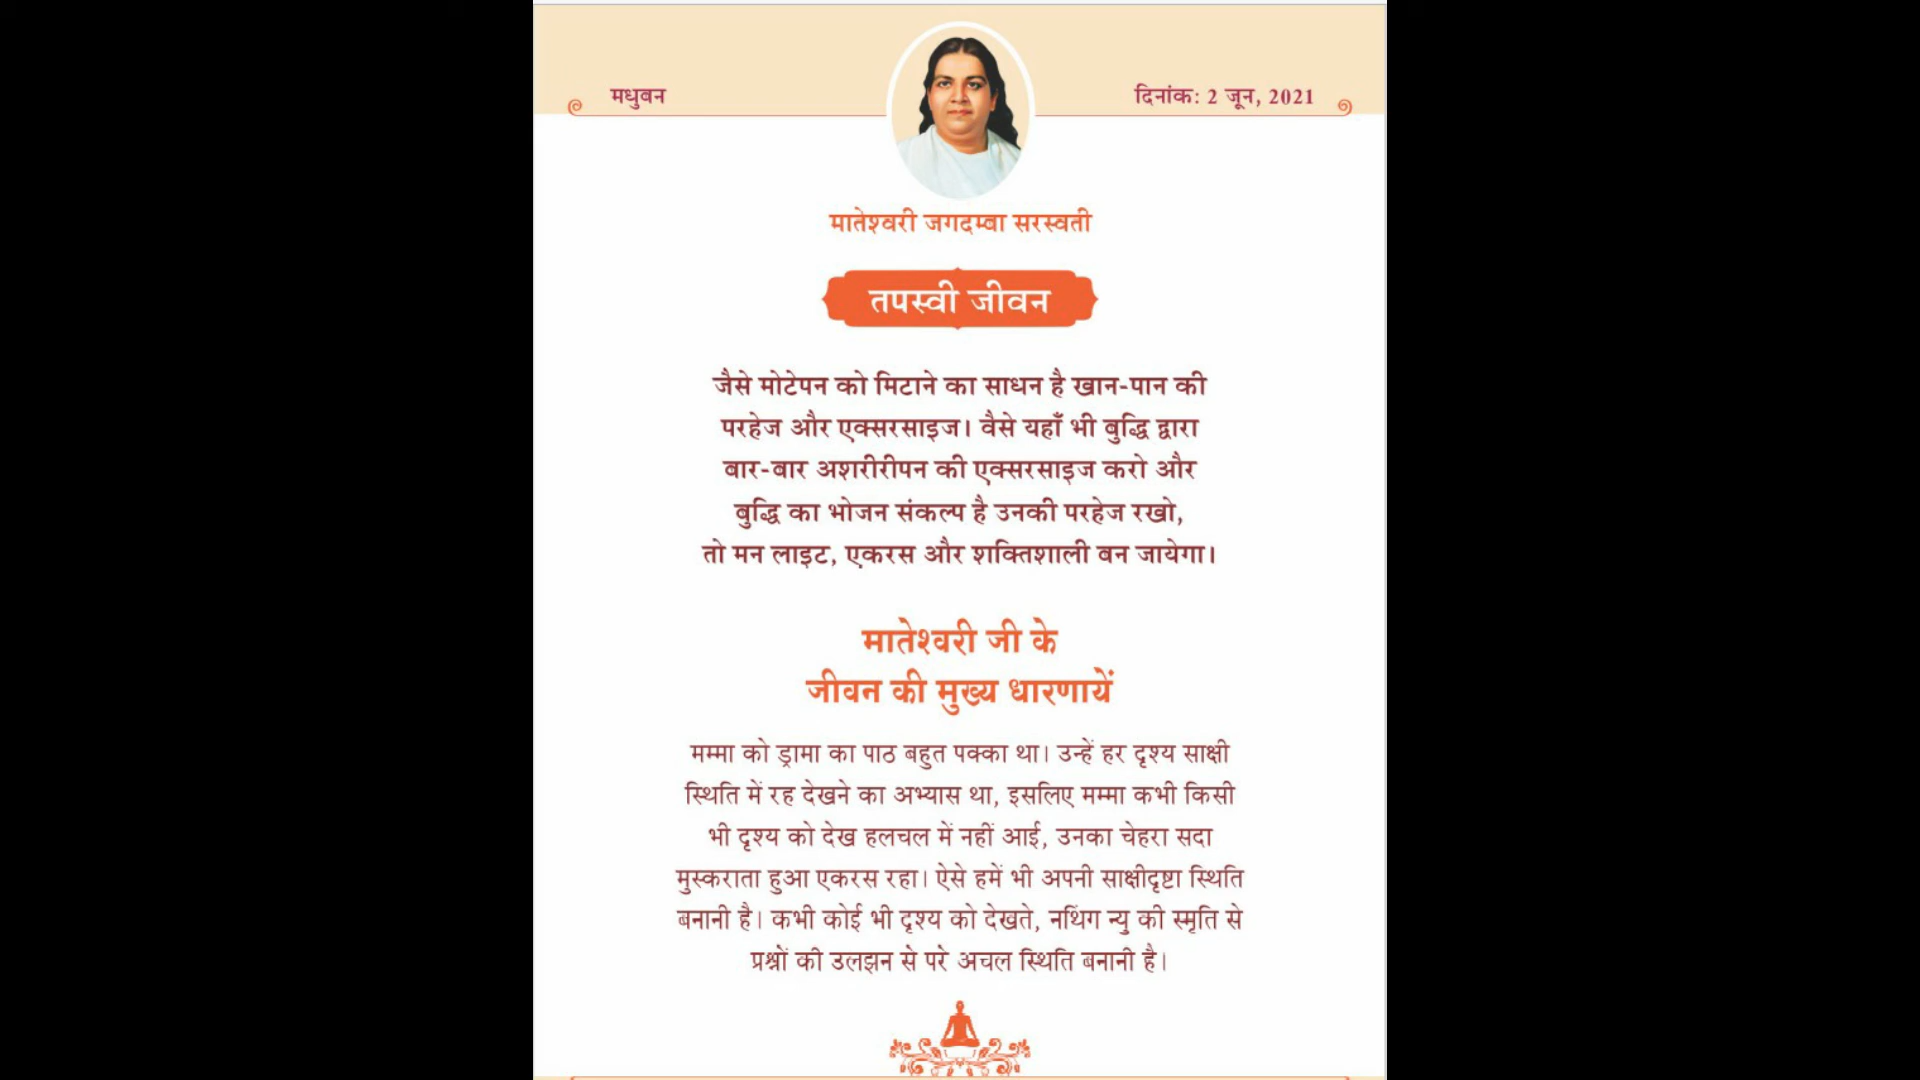 मधुबन
दिनांक: 2 जून, 2021
मातेश्वरी जगदम्बा सरस्वती
तपस्वी जीवन
जैसे मोटेपन को मिटाने का साधन है खान-पान की
परहेज और एक्सरसाइज। वैसे यहाँ भी बुद्धि द्वारा
बार-बार अशरीरीपन की एक्सरसाइज करो और
बुद्धि का भोजन संकल्प है उनकी परहेज रखो,
तो मन लाइट, एकरस और शक्तिशाली बन जायेगा।
मातेश्वरी जी के
जीवन की मुख्य धारणायें
मम्मा को ड्रामा का पाठ बहुत पक्का था। उन्हें हर दृश्य साक्षी
स्थिति में रह देखने का अभ्यास था, इसलिए मम्मा कभी किसी
भी दृश्य को देख हलचल में नहीं आई, उनका चेहरा सदा
मुस्कराता हुआ एकरस रहा। ऐसे हमें भी अपनी साक्षीदृष्टा स्थिति
बनानी है। कभी कोई भी दृश्य को देखते, नथिंग न्यु की स्मृति से
प्रश्नों की उलझन से परे अचल स्थिति बनानी है।